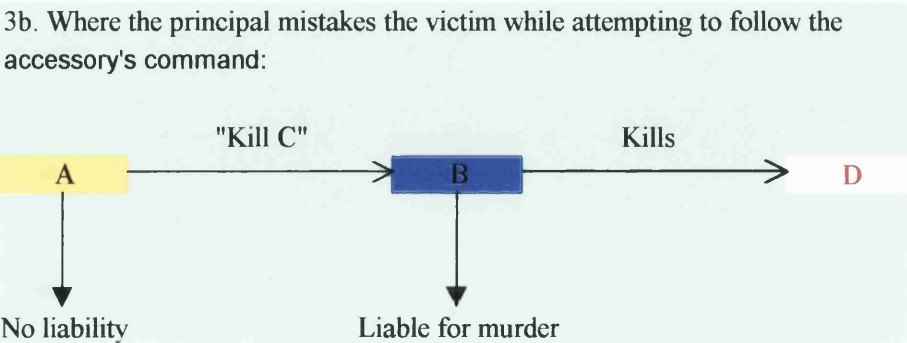 3b. Where the principal mistakes the victim while attempting to follow the
accessory's command:
"Kill C"
Kills
A
B
D
No liability
Liable for murder